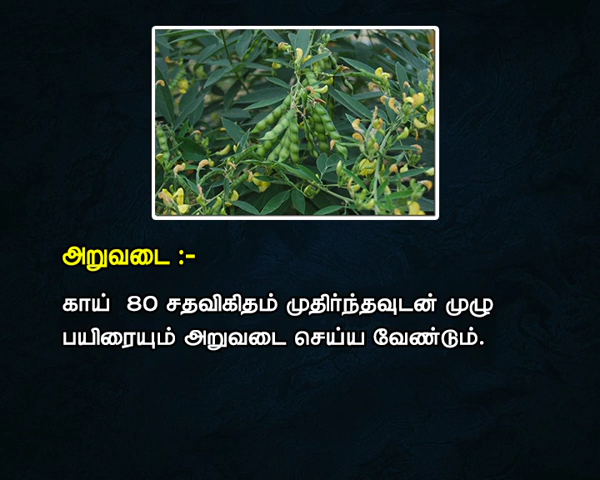 அறுவடை :-
காய் 80 சதவிகிதம் முதிர்ந்தவுடன் முழு
பயிரையும் அறுவடை செய்ய வேண்டும்.